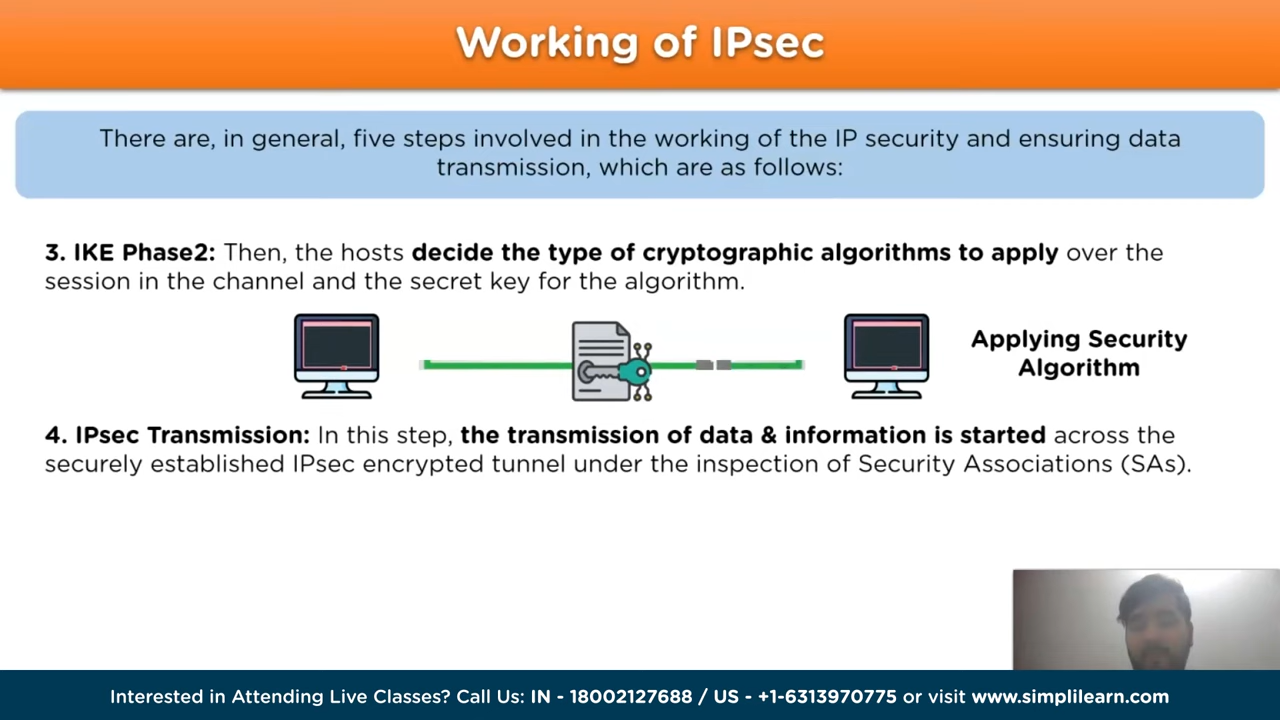 Working of IPsec
There are, in general, five steps involved in the working of the IP security and ensuring data
transmission, which are as follows:
3. IKE Phase2: Then, the hosts decide the type of cryptographic algorithms to apply over the
session in the channel and the secret key for the algorithm.
Applying Security
Algorithm
4. IPsec Transmission: In this step, the transmission of data & information is started across the
securely established IPsec encrypted tunnel under the inspection of Security Associations (SAs).
Interested in Attending Live Classes? Call Us: IN - 18002127688 / US - +1-6313970775 or visit www.simplilearn.com